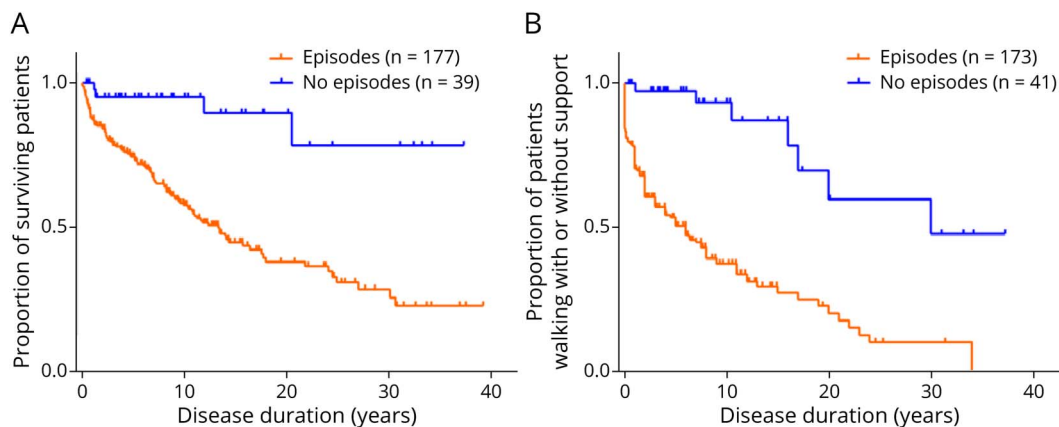 A
Proportion of surviving patients
Episodes (n = 177)
No episodes (n = 39)
1.0
0.5
0.0
0 10 20 30 40
Disease duration (years)
B
Proportion of patients
walking with or without support
Episodes (n = 173)
No episodes (n = 41)
1.0
0.5
0.0
0 10 20 30 40
Disease duration (years)